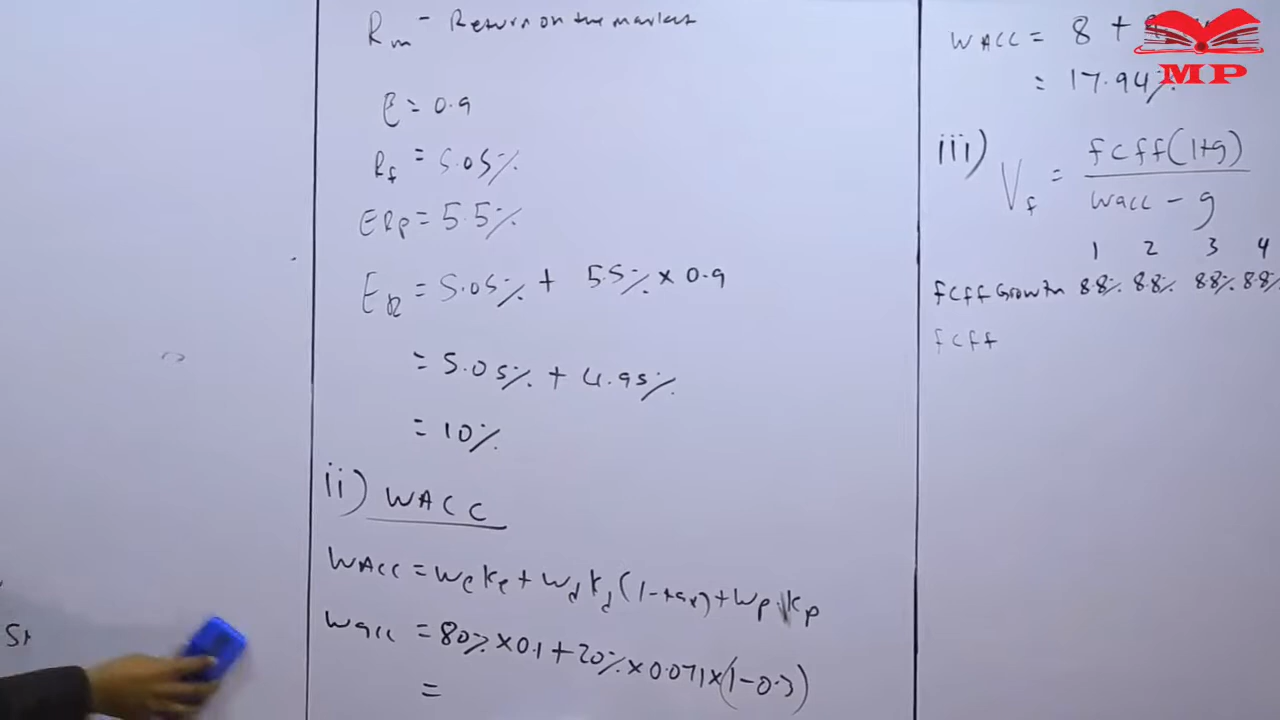 Rm - Return on the market
β = 0.9
Rf = 5.05%
ERp = 5.5%
= 5.05% + 5.5% × 0.9
= 5.05% + 4.95%
= 10%
ii) WACC
WACC = WeKe + WdKd(1-tax) + WpKp
Wacc = 80% × 0.1 + 20% × 0.071 × (1-0.3)
=
WACC = 8 +
= 17.94%
iii) Vf = fcff(1+g)
wacc - g
1 2 3 4
fcff Growth 8.8% 8.8% 8.8% 8.8%
fcff
MP